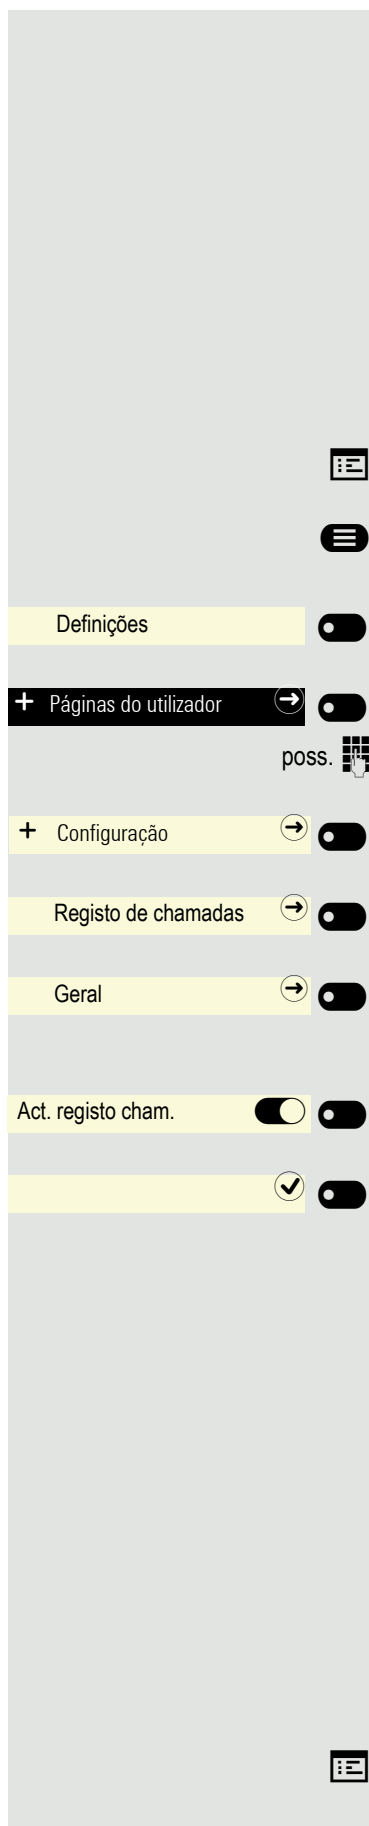 Definições
+ Páginas do utilizador
poss.
+ Configuração
Registo de chamadas
Geral
Act. registo cham.